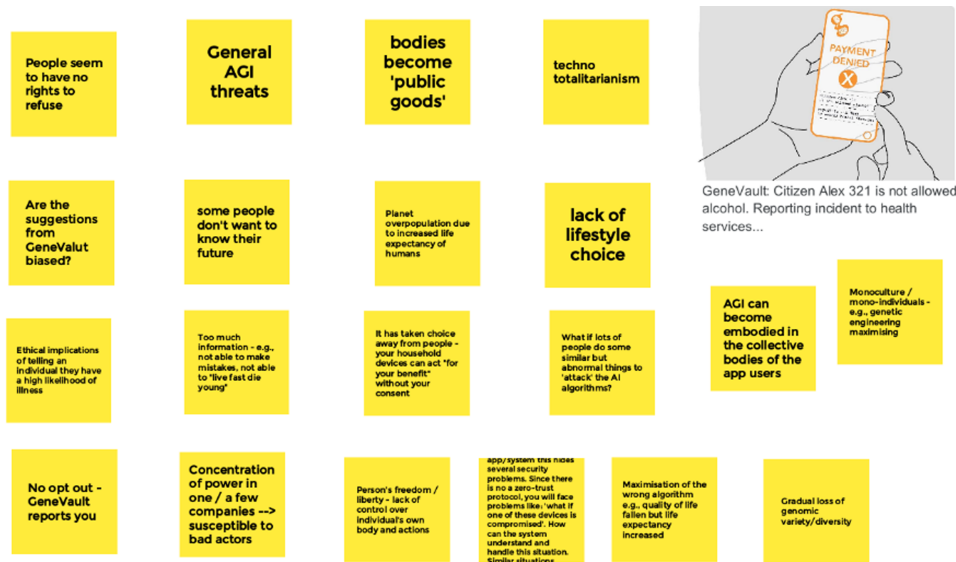 People seem
to have no
rights to
refuse
General
AGI
threats
bodies
become
'public
goods'
techno
totalitarianism
PAYMENT
DENIED
X
GeneVault: Citizen Alex 321 is not allowed
alcohol. Reporting incident to health
services...
Are the
suggestions
from
GeneValut
biased?
some people
don't want to
know their
future
Planet
overpopulation due
to increased life
expectancy of
humans
lack of
lifestyle
choice
AGI can
become
embodied in
the collective
bodies of the
app users
Monoculture /
mono-individuals -
e.g., genetic
engineering
maximising
Ethical implications
of telling an
individual they have
a high likelihood of
illness
Too much
information - e.g.,
not able to make
mistakes, not able
to "live fast die
young"
It has taken choice
away from people -
your household
devices can act "for
your benefit"
without your
consent
What if lots of
people do some
similar but
abnormal things to
'attack' the AI
algorithms?
No opt out -
GeneVault
reports you
Concentration
of power in
one / a few
companies -->
susceptible to
bad actors
Person's freedom /
liberty - lack of
control over
individual's own
body and actions
app/system this hides
several security
problems. Since there
is no a zero-trust
protocol, you will face
problems like: 'what if
one of these devices is
compromised'. How
can the system
understand and
handle this situation.
Similar situations
Maximisation of the
wrong algorithm
e.g., quality of life
fallen but life
expectancy
increased
Gradual loss of
genomic
variety/diversity